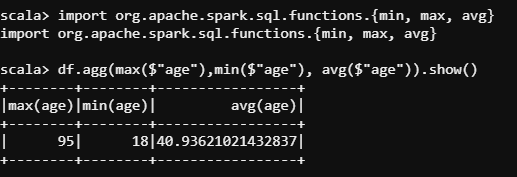 scala> import org.apache.spark.sql.functions.{min, max, avg}
import org.apache.spark.sql.functions.{min, max, avg}
scala> df.agg(max($"age"),min($"age"), avg($"age")).show()
+--------+--------+-----------------+
|max(age)|min(age)|         avg(age)|
+--------+--------+-----------------+
|      95|      18|40.93621021432837|
+--------+--------+-----------------+